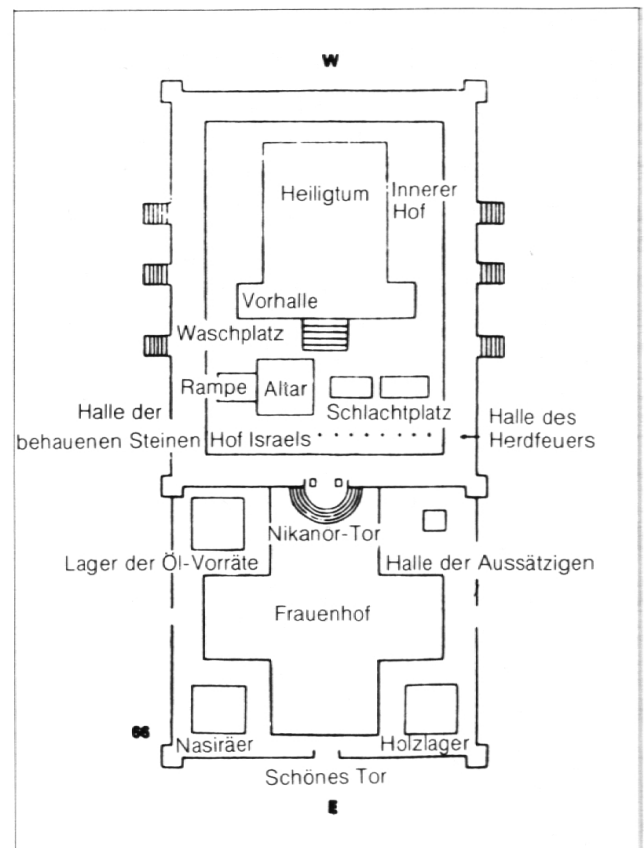 W
Heiligtum
Innerer
Hof
Vorhalle
Waschplatz
Rampe
Altar
Schlachtplatz
Halle der
behauenen Steinen
Hof Israels
Halle des
Herdfeuers
Nikanor-Tor
Lager der Öl-Vorräte
Halle der Aussätzigen
Frauenhof
66
Nasiräer
Holzlager
Schönes Tor
E